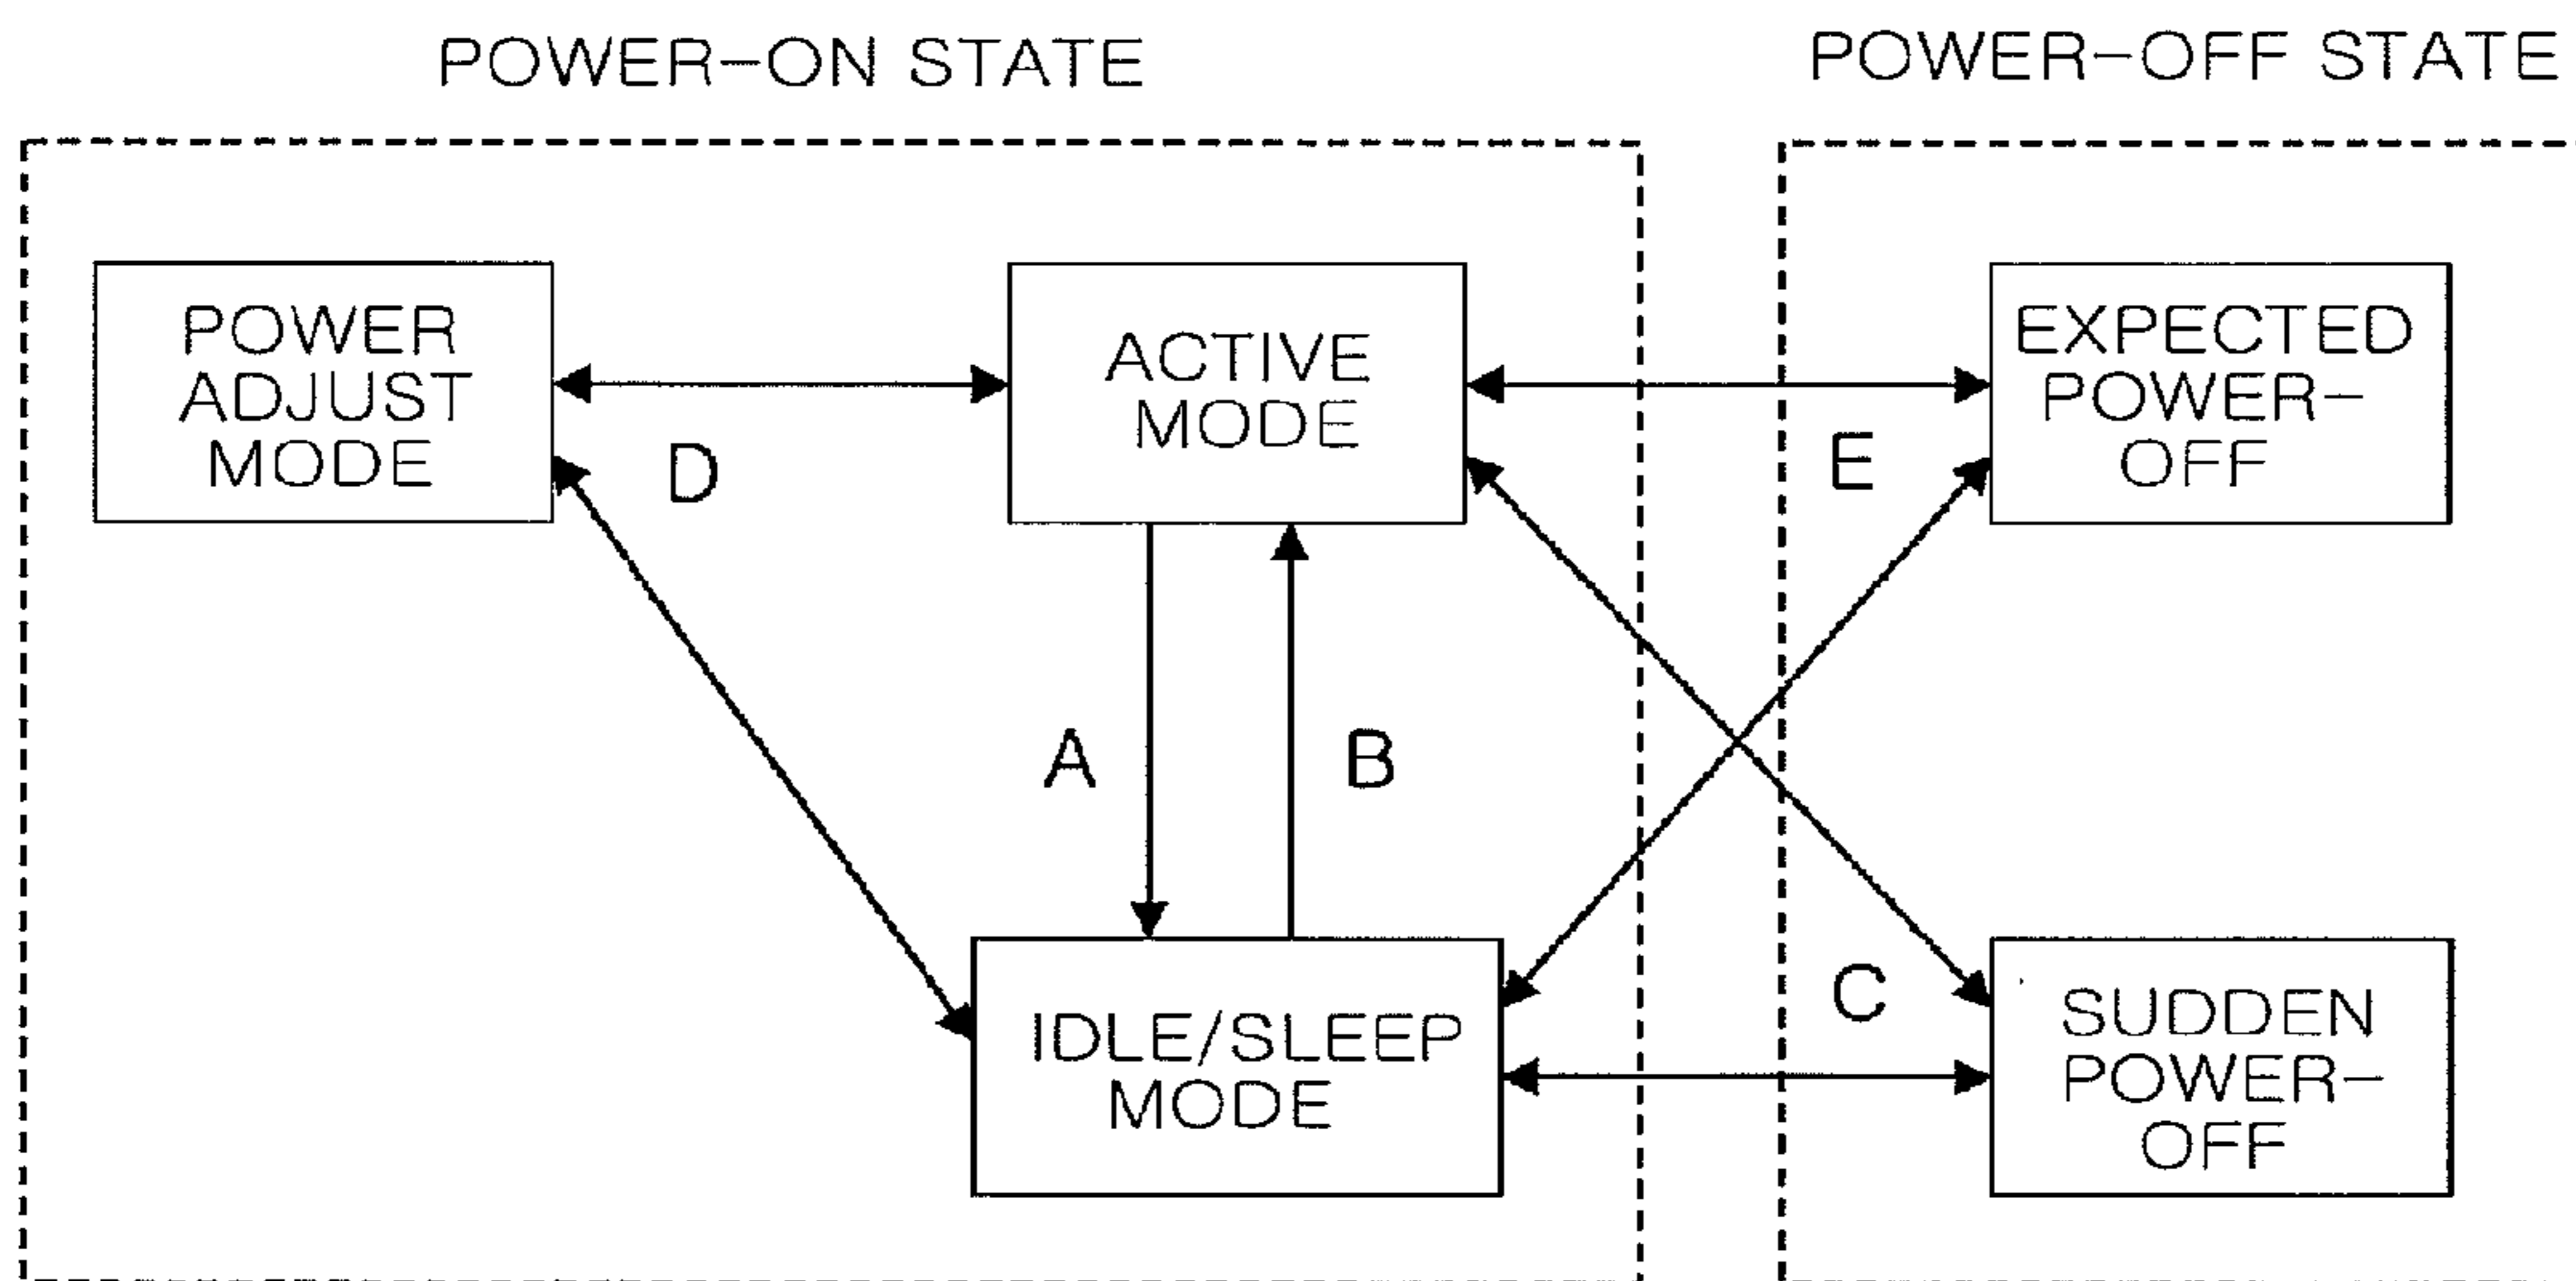 POWER-ON STATE
POWER-OFF STATE
POWER
ADJUST
MODE
ACTIVE
MODE
EXPECTED
POWER-
OFF
D
E
A
B
C
IDLE/SLEEP
MODE
SUDDEN
POWER-
OFF